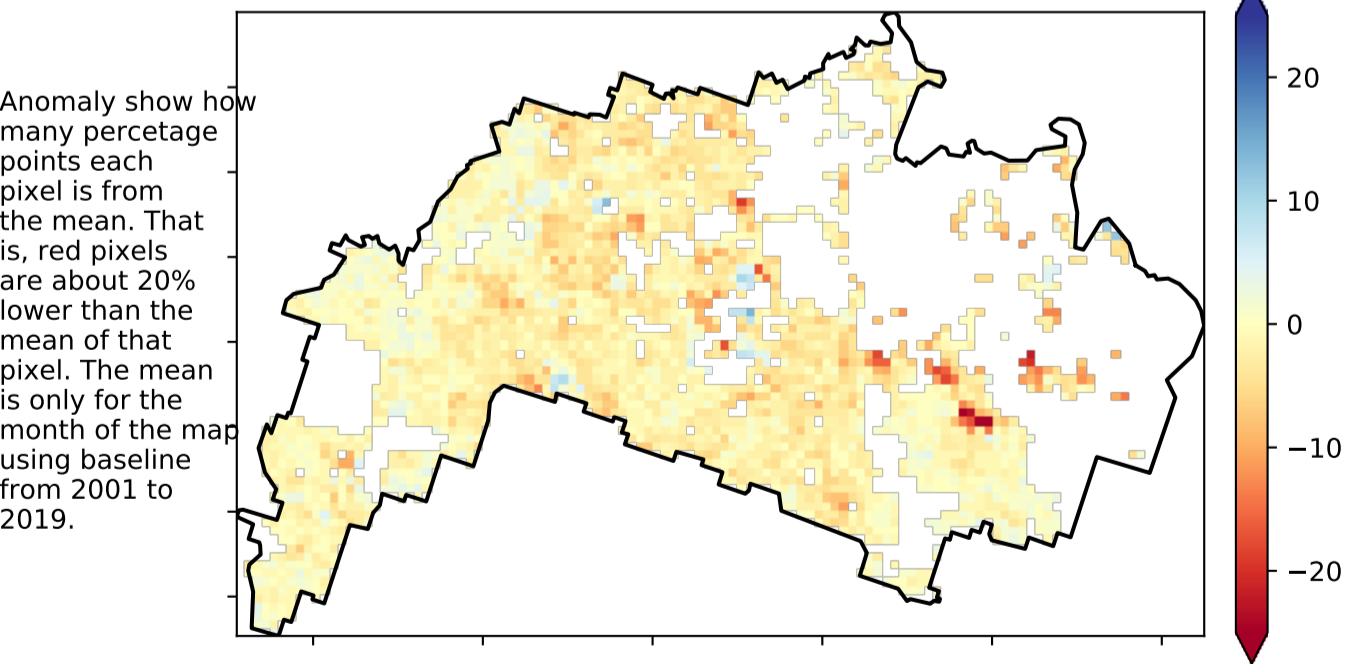 Anomaly show how
many percetage
points each
pixel is from
the mean. That
is, red pixels
are about 20%
lower than the
mean of that
pixel. The mean
is only for the
month of the map
using baseline
from 2001 to
2019.
20
10
0
−10
−20